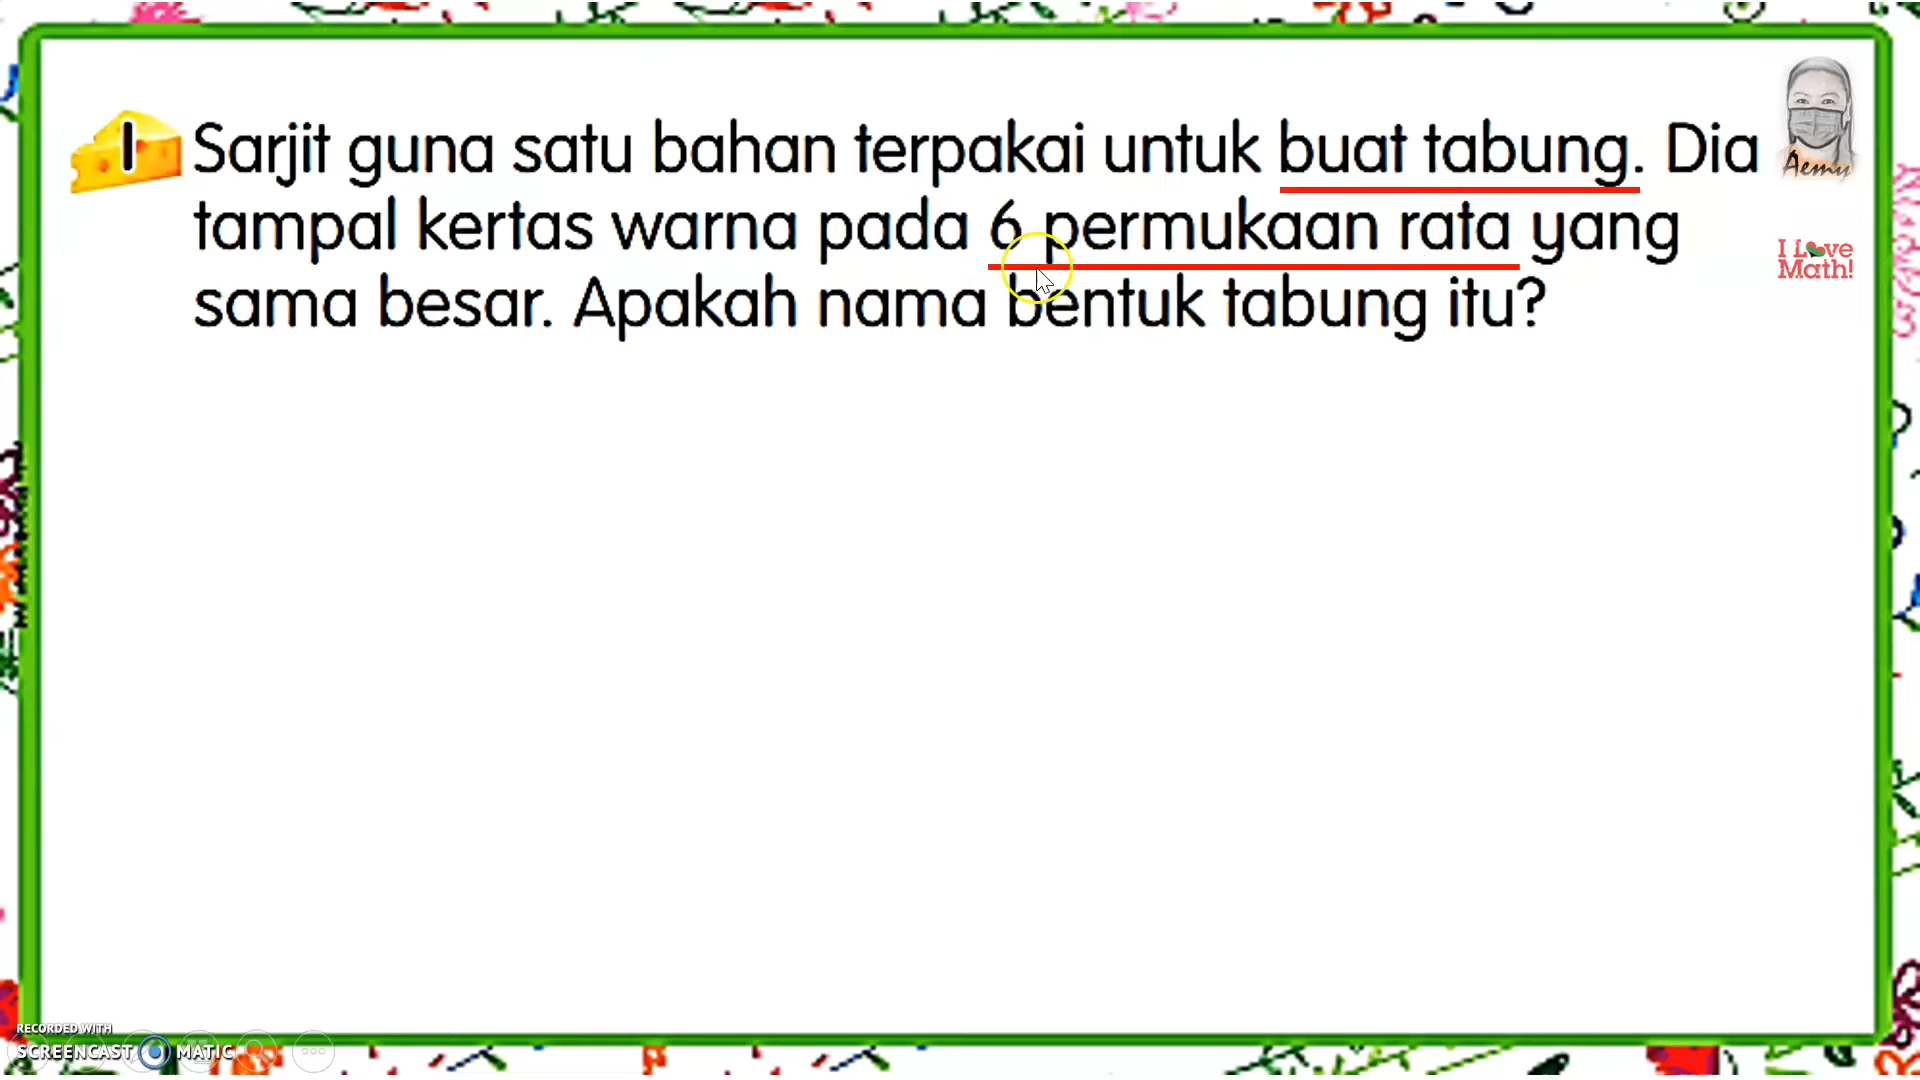 1 Sarjit guna satu bahan terpakai untuk buat tabung. Dia
tampal kertas warna pada 6 permukaan rata yang
sama besar. Apakah nama bentuk tabung itu?
Aemy
I Love
Math!
RECORDED WITH
SCREENCAST MATIC